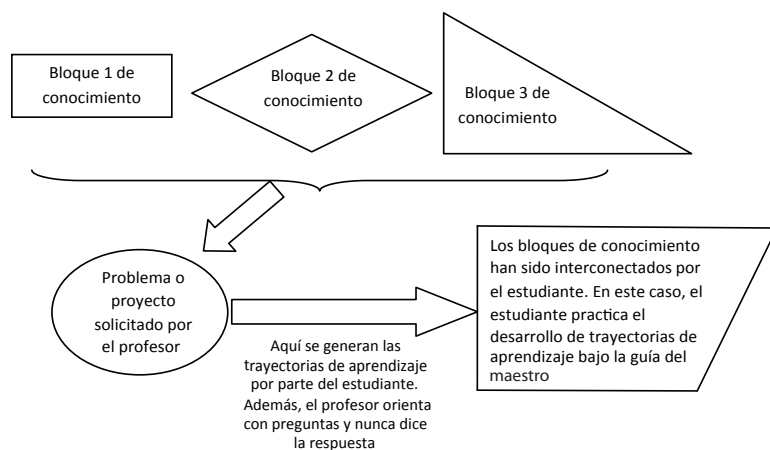 Bloque 1 de
conocimiento
Bloque 2 de
conocimiento
Bloque 3 de
conocimiento
Problema o
proyecto
solicitado por
el profesor
Aquí se generan las
trayectorias de aprendizaje
por parte del estudiante.
Además, el profesor orienta
con preguntas y nunca dice
la respuesta
Los bloques de conocimiento
han sido interconectados por
el estudiante. En este caso, el
estudiante practica el
desarrollo de trayectorias de
aprendizaje bajo la guía del
maestro